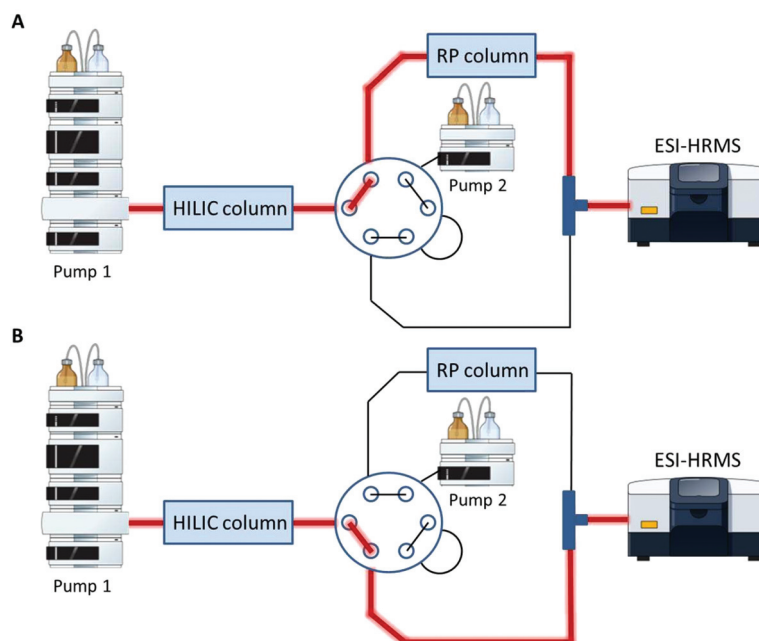 A
RP column
ESI-HRMS
Pump 2
HILIC column
Pump 1
B
RP column
ESI-HRMS
Pump 2
HILIC column
Pump 1